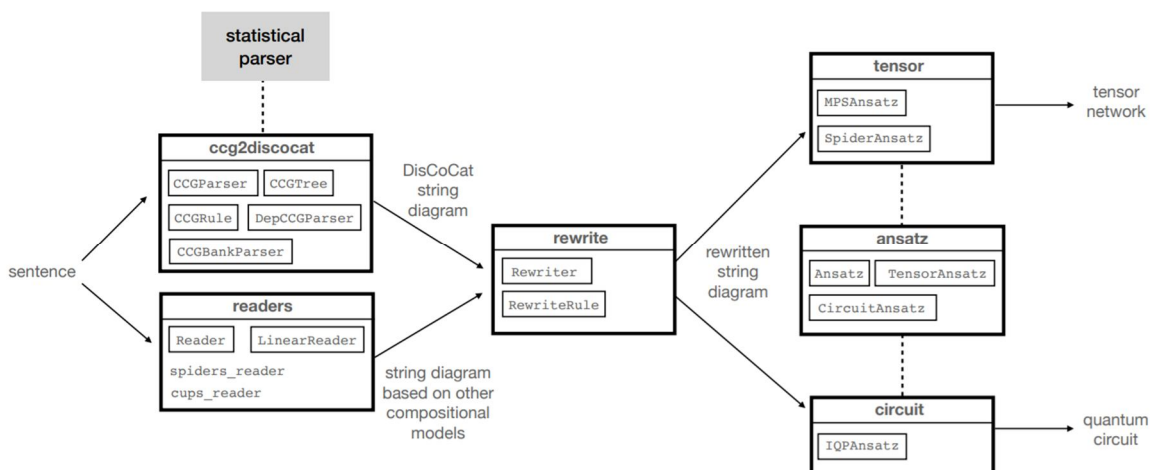 statistical
parser
ccg2discocat
CCGParser CCGTree
CCGRule DepCCGParser
CCGBankParser
sentence
readers
Reader LinearReader
spiders_reader
cups_reader
DisCoCat
string
diagram
string diagram
based on other
compositional
models
rewrite
Rewriter
RewriteRule
rewritten
string
diagram
tensor
MPSAnsatz
SpiderAnsatz
tensor
network
ansatz
Ansatz TensorAnsatz
CircuitAnsatz
circuit
IQPAnsatz
quantum
circuit